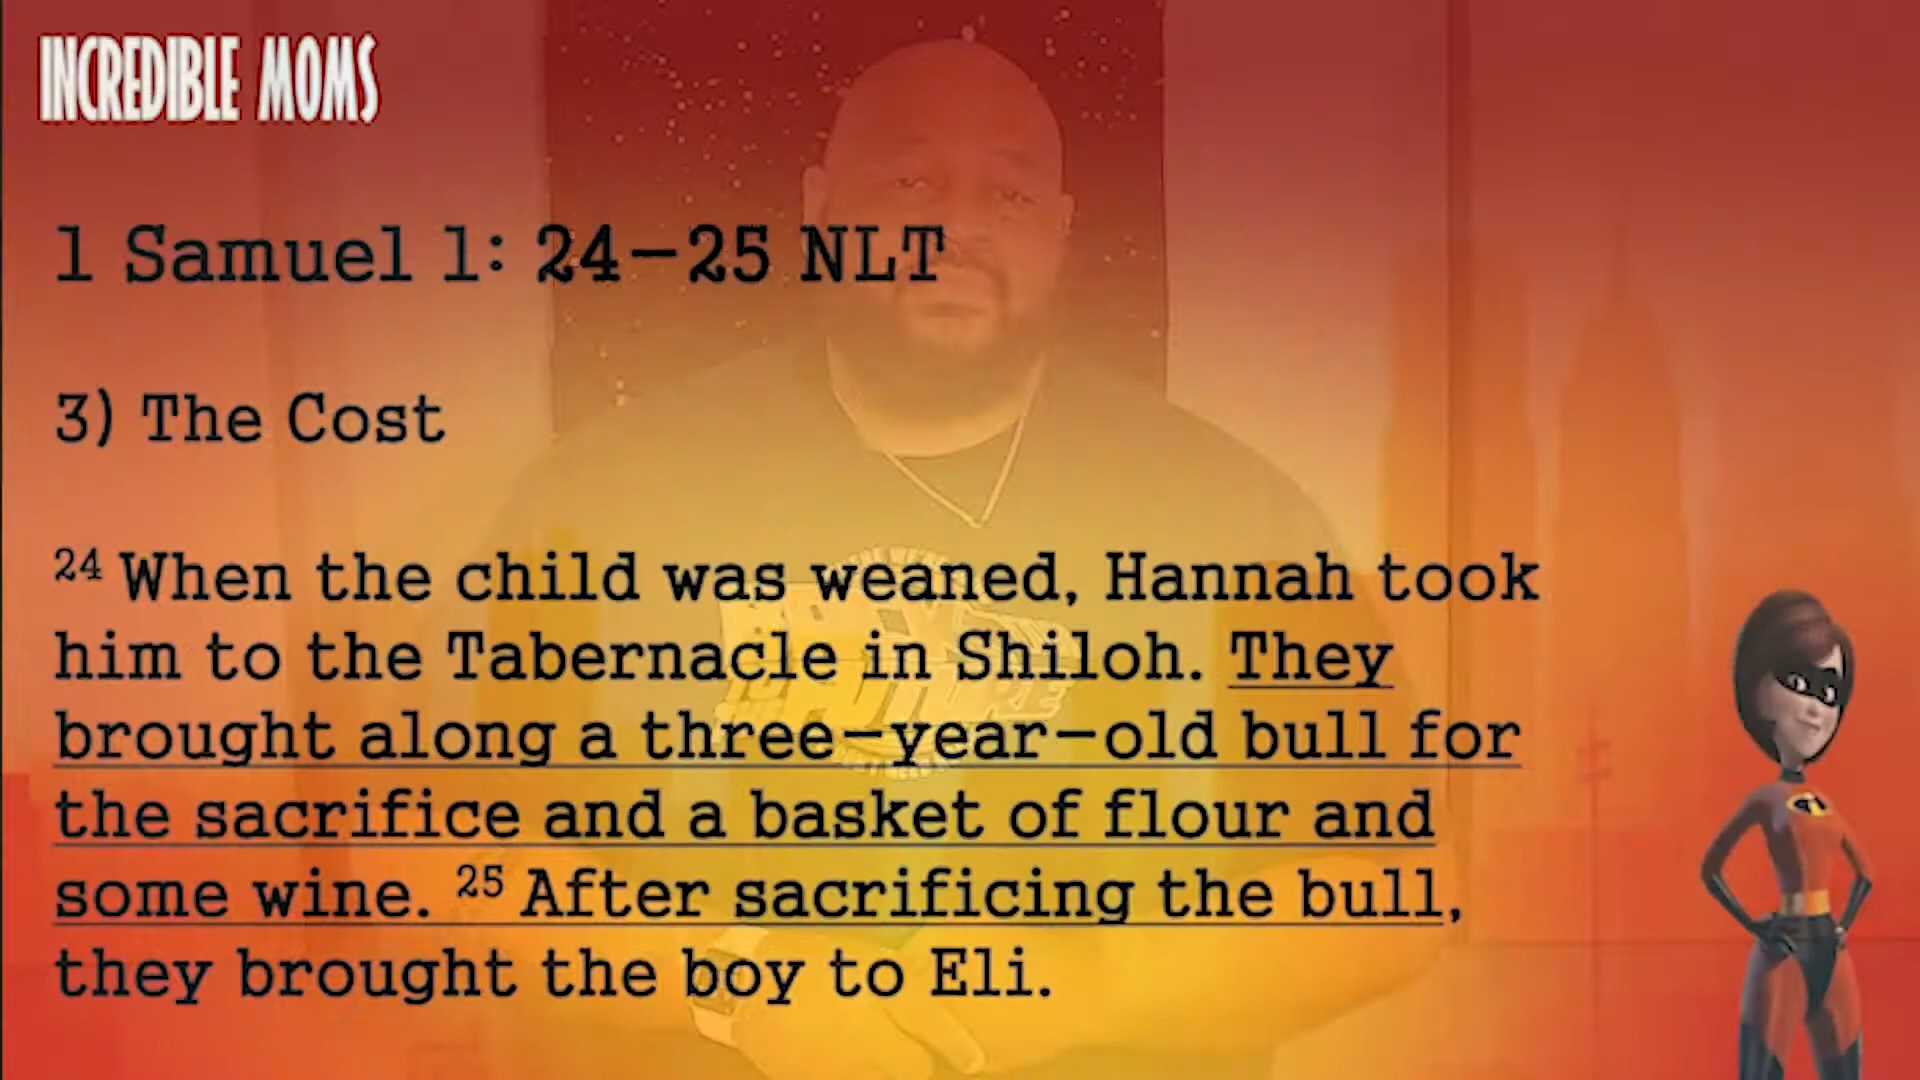 INCREDIBLE MOMS
1 Samuel 1: 24-25 NLT
3) The Cost
24 When the child was weaned, Hannah took
him to the Tabernacle in Shiloh. They
brought along a three-year-old bull for
the sacrifice and a basket of flour and
some wine. 25 After sacrificing the bull,
they brought the boy to Eli.